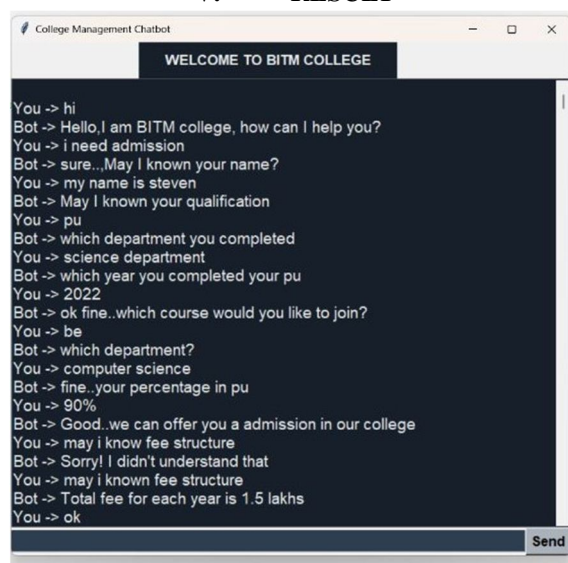 College Management Chatbot
WELCOME TO BITM COLLEGE
You -> hi
Bot -> Hello,I am BITM college, how can I help you?
You -> i need admission
Bot -> sure..,May I known your name?
You -> my name is steven
Bot -> May I known your qualification
You -> pu
Bot -> which department you completed
You -> science department
Bot -> which year you completed your pu
You -> 2022
Bot -> ok fine..which course would you like to join?
You -> be
Bot -> which department?
You -> computer science
Bot -> fine..your percentage in pu
You -> 90%
Bot -> Good..we can offer you a admission in our college
You -> may i know fee structure
Bot -> Sorry! I didn't understand that
You -> may i known fee structure
Bot -> Total fee for each year is 1.5 lakhs
You -> ok
Send